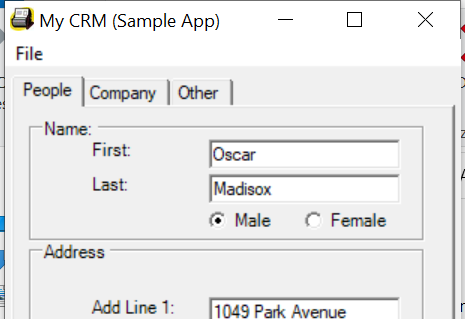 My CRM (Sample App)
File
People Company Other
Name:
First: Oscar
Last: Madisox
Male Female
Address
Add Line 1: 1049 Park Avenue